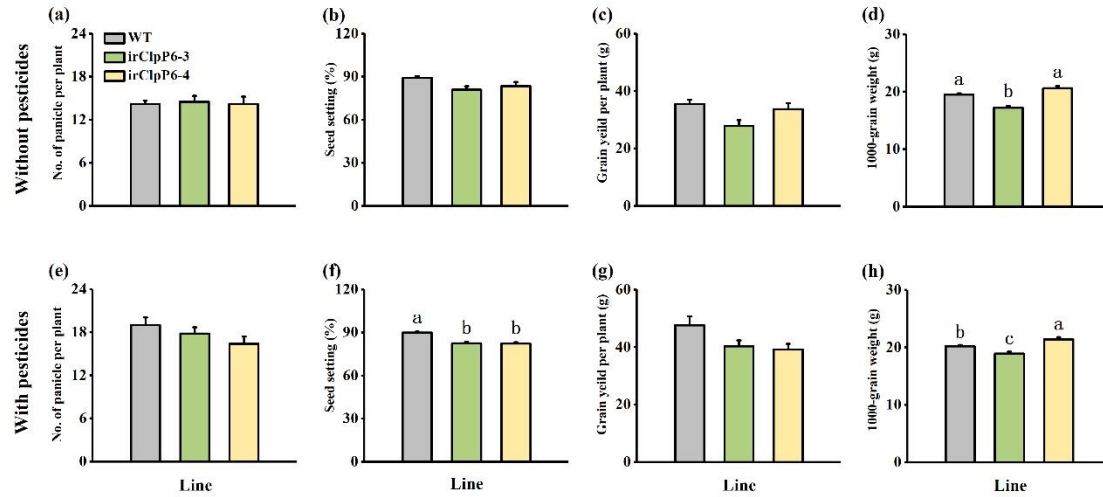 Without pesticides
(a)
No. of panicle per plant
24
18
12
6
0
WT
irClpP6-3
irClpP6-4
(b)
Seed setting (%)
120
90
60
30
0
(c)
Grain yeild per plant (g)
60
40
20
0
(d)
1000-grain weight (g)
30
20
10
0
a
b
a
With pesticides
(e)
No. of panicle per plant
24
18
12
6
0
Line
(f)
Seed setting (%)
120
90
60
30
0
a
b
b
Line
(g)
Grain yeild per plant (g)
60
40
20
0
Line
(h)
1000-grain weight (g)
30
20
10
0
b
c
a
Line